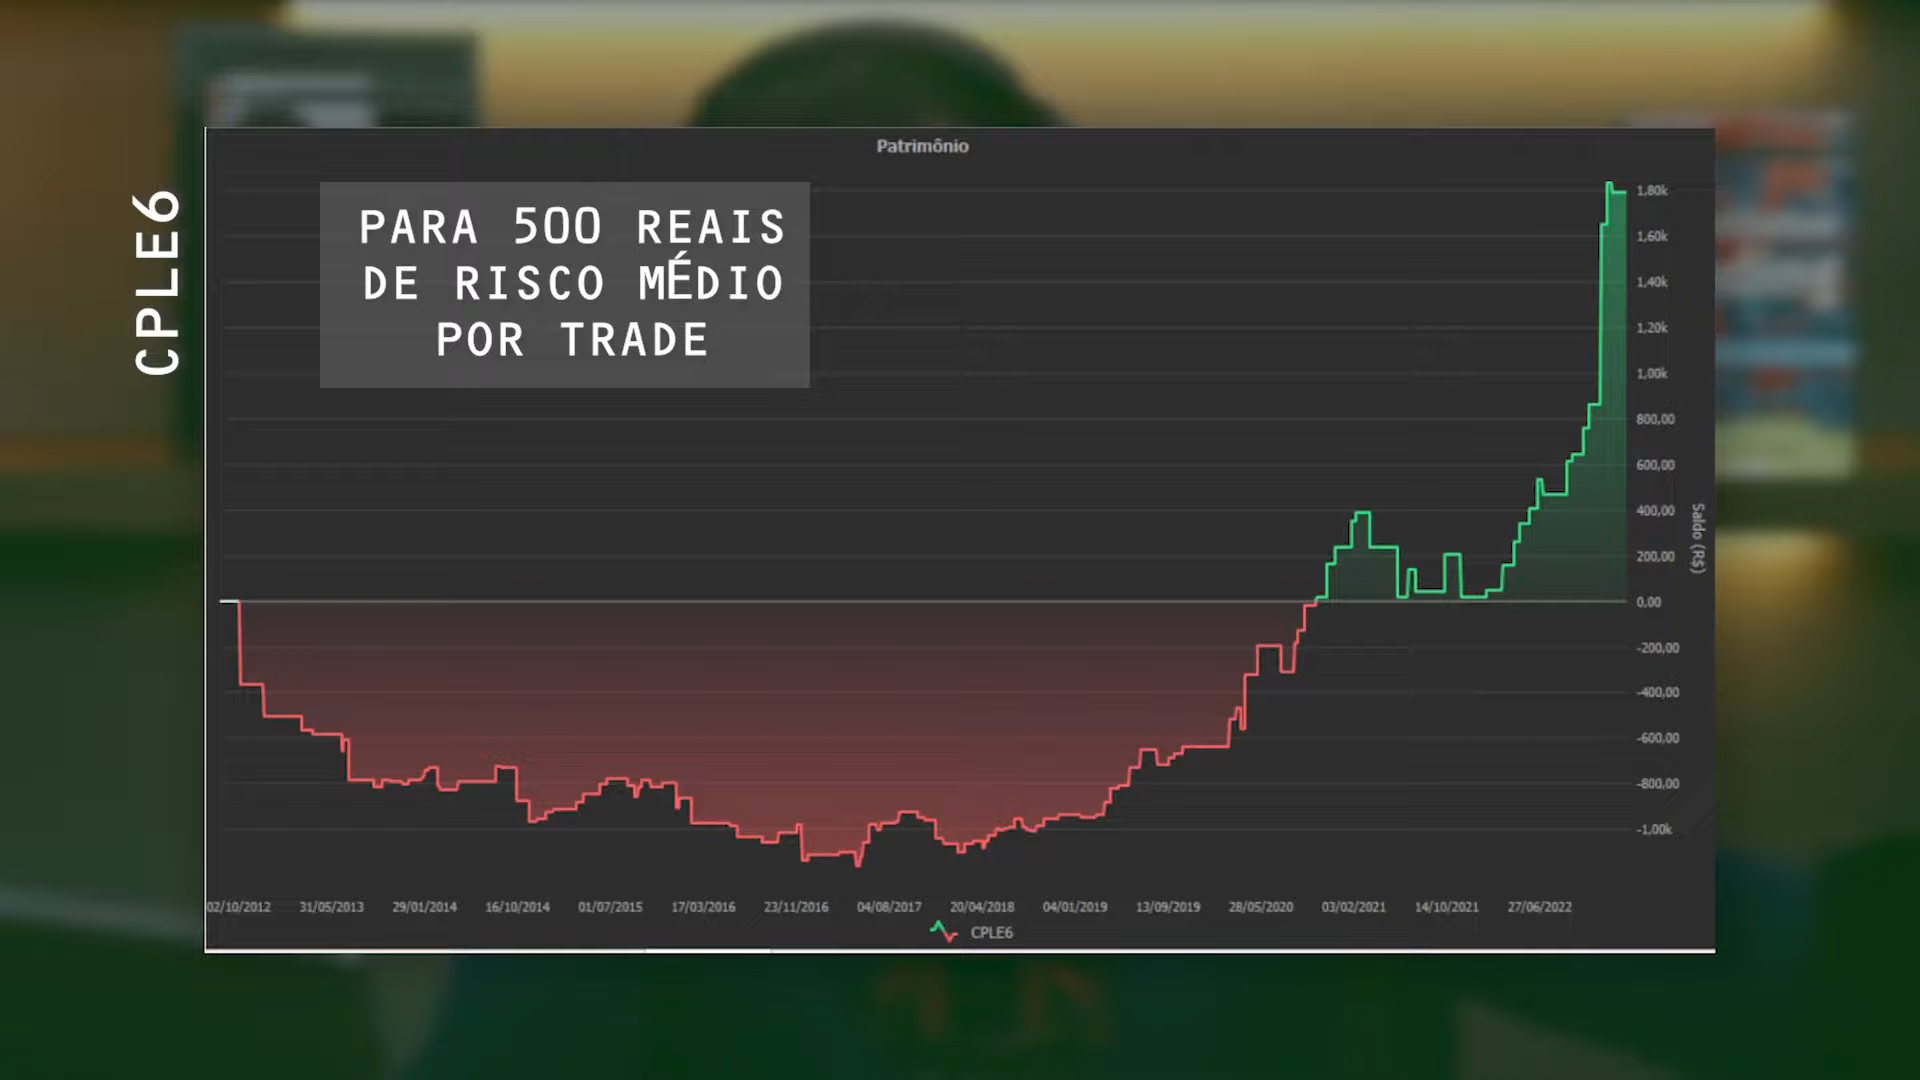 CPLE6
Patrimônio
PARA 500 REAIS
DE RISCO MÉDIO
POR TRADE
1,80k
1,60k
1,40k
1,20k
1,00k
800,00
600,00
400,00
200,00
0,00
-200,00
-400,00
-600,00
-800,00
-1,00k
Saldo (R$)
02/10/2012 31/05/2013 29/01/2014 16/10/2014 01/07/2015 17/03/2016 23/11/2016 04/08/2017 20/04/2018 04/01/2019 13/09/2019 28/05/2020 03/02/2021 14/10/2021 27/06/2022
CPLE6